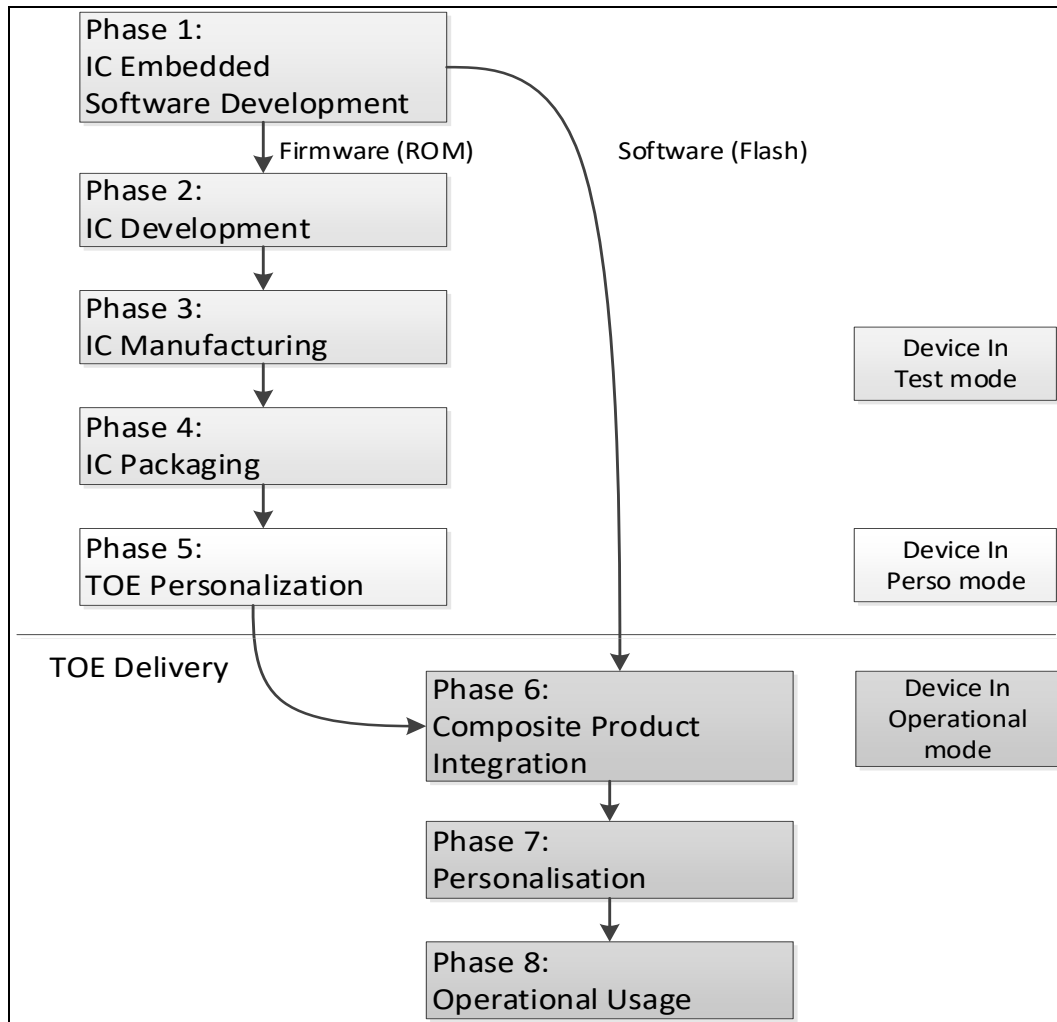 Phase 1:
IC Embedded
Software Development
Firmware (ROM)
Software (Flash)
Phase 2:
IC Development
Phase 3:
IC Manufacturing
Device In
Test mode
Phase 4:
IC Packaging
Phase 5:
TOE Personalization
Device In
Perso mode
TOE Delivery
Phase 6:
Composite Product
Integration
Device In
Operational
mode
Phase 7:
Personalisation
Phase 8:
Operational Usage